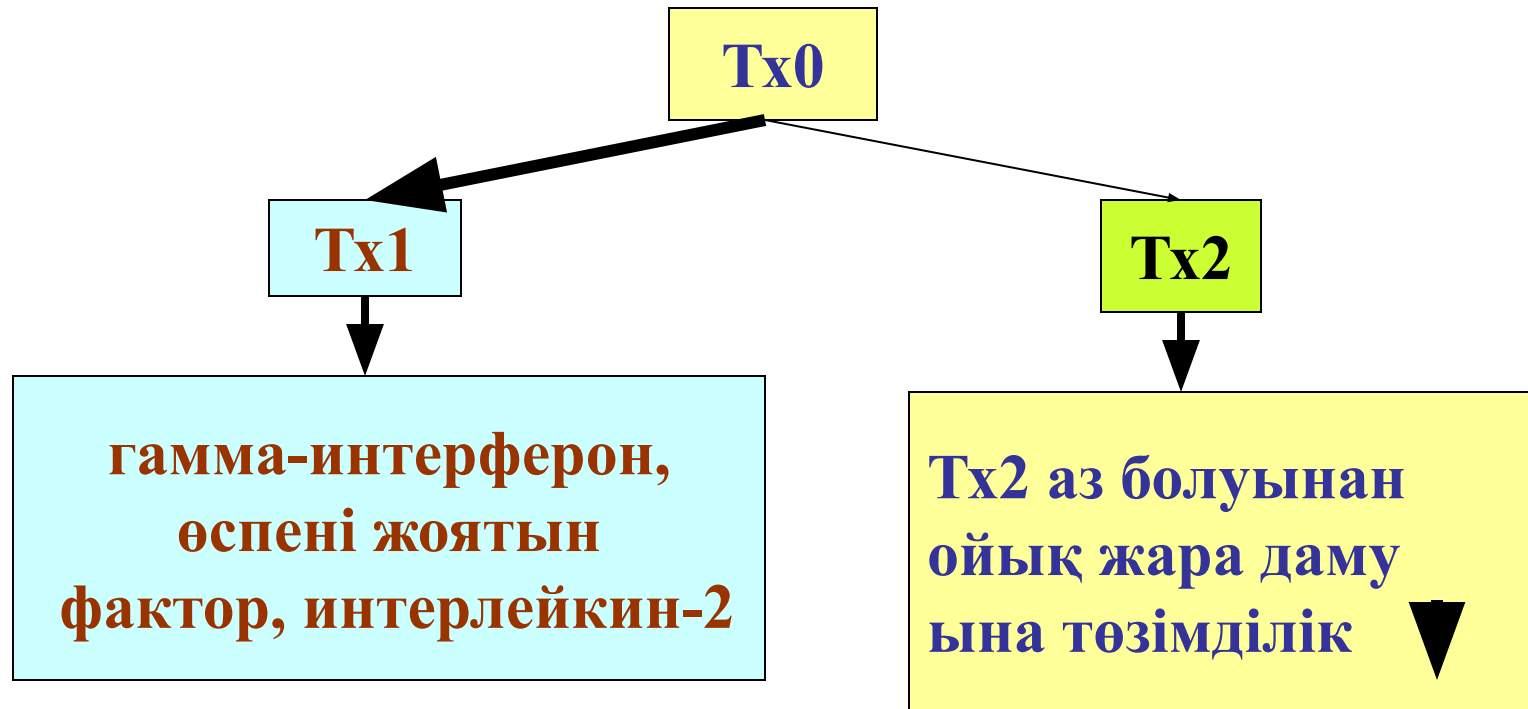 Тх0
Тх1
Тх2
гамма-интерферон,
өспені жоятын
фактор, интерлейкин-2
Тх2 аз болуынан
ойық жара даму
ына төзімділік